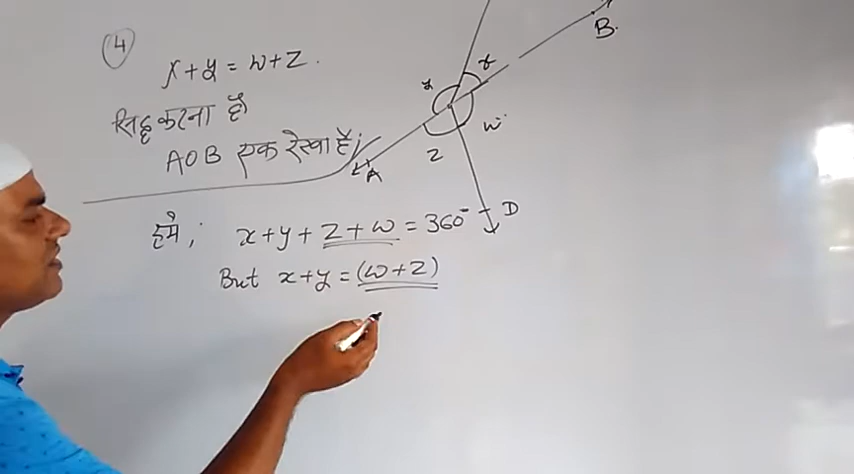 4
x+y = w+z.
सिद्ध करना है
AOB एक रेखा है;
B.
x
y
w
z
A
D
हमें, x+y+z+w = 360°
But x+y = (w+z)